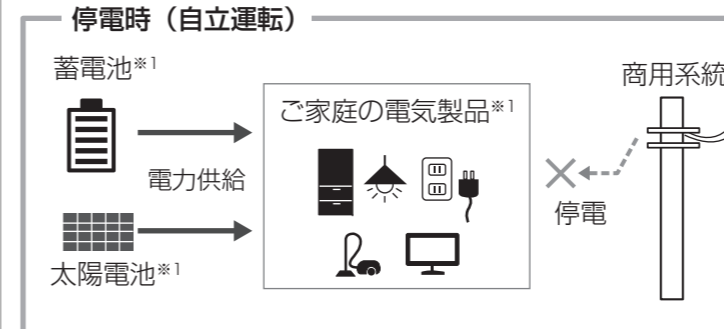 停電時（自立運転）
蓄電池※1
商用系統
ご家庭の電気製品※1
電力供給
停電
太陽電池※1